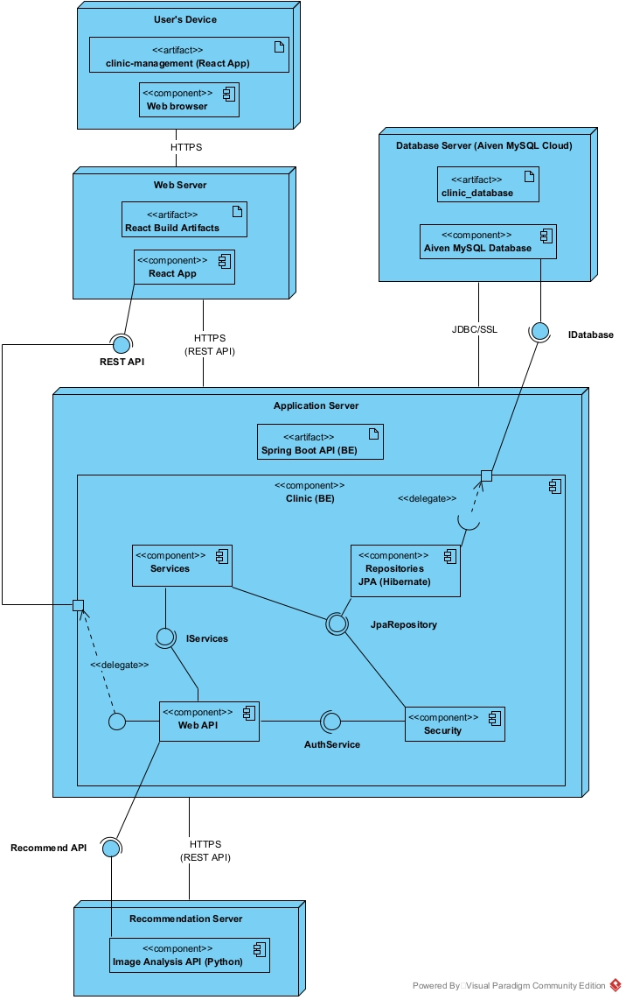 User's Device
<<artifact>>
clinic-management (React App)
<<component>>
Web browser
HTTPS
Web Server
<<artifact>>
React Build Artifacts
<<component>>
React App
Database Server (Aiven MySQL Cloud)
<<artifact>>
clinic_database
<<component>>
Aiven MySQL Database
HTTPS
(REST API)
JDBC/SSL
IDatabase
REST API
Application Server
<<artifact>>
Spring Boot API (BE)
<<component>>
Clinic (BE)
<<delegate>>
<<component>>
Services
<<component>>
Repositories
JPA (Hibernate)
IServices
JpaRepository
<<delegate>>
<<component>>
Web API
AuthService
<<component>>
Security
Recommend API
HTTPS
(REST API)
Recommendation Server
<<component>>
Image Analysis API (Python)
Powered By Visual Paradigm Community Edition